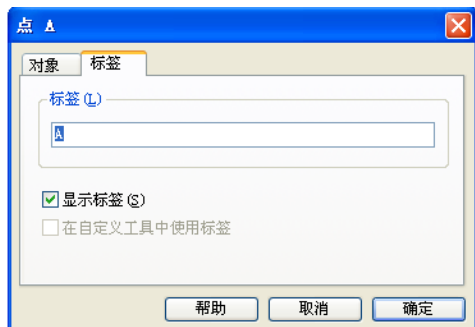 点 A
对象 标签
标签(L)
A
显示标签(S)
在自定义工具中使用标签
帮助 取消 确定